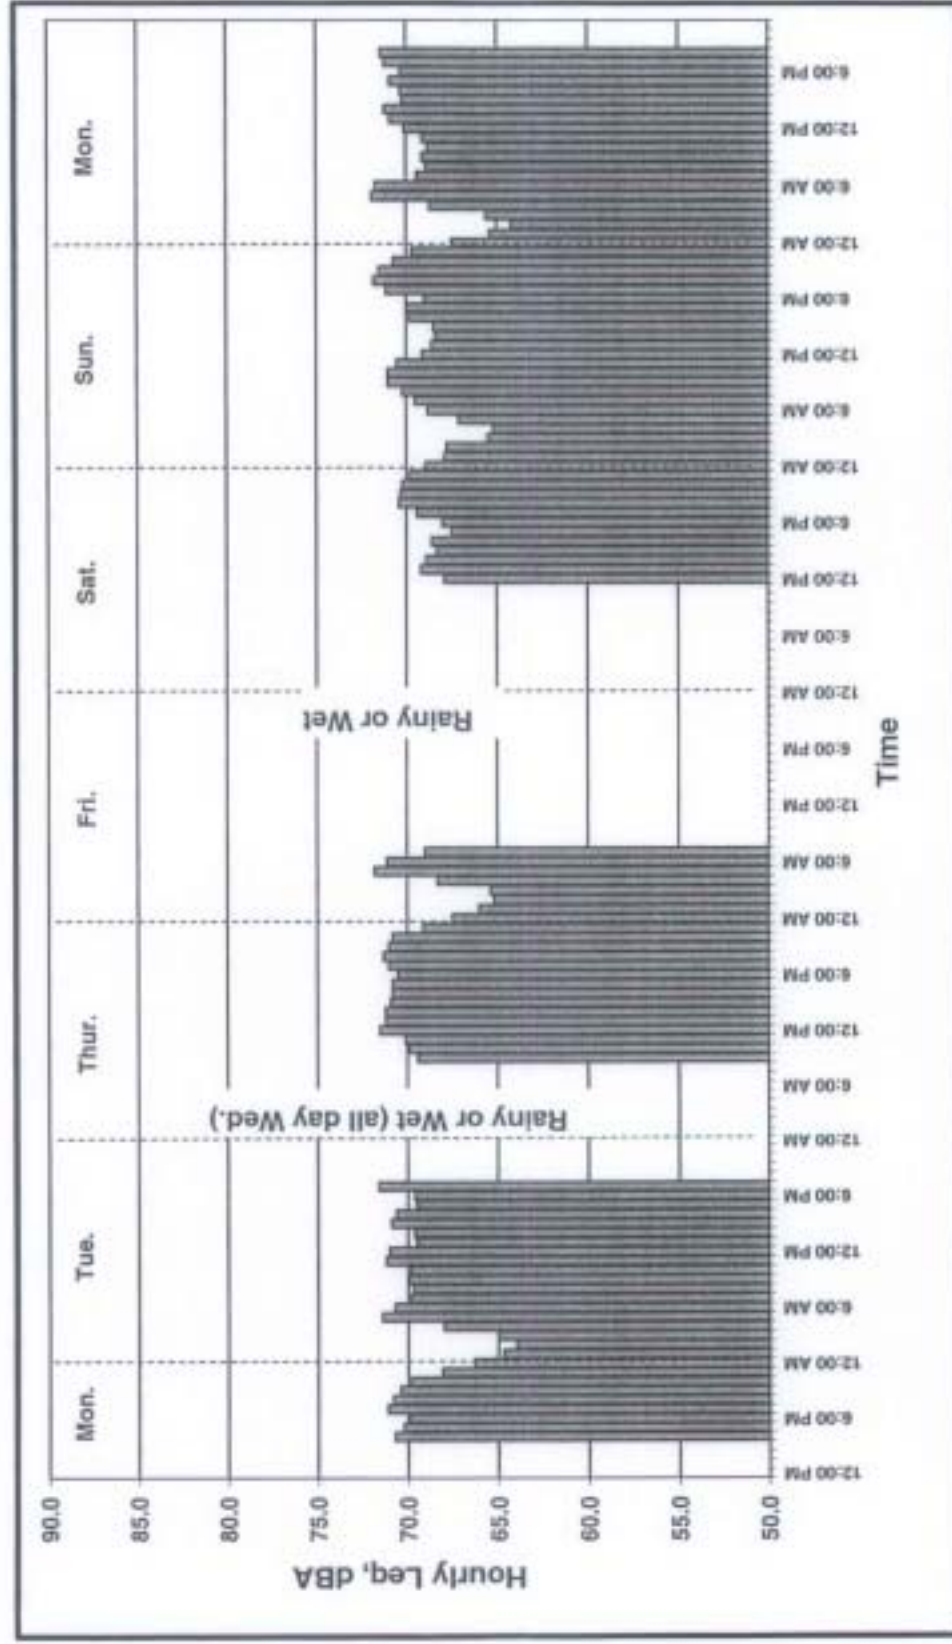 Mon.
Tue.
Thur.
Fri.
Sat.
Sun.
Mon.
90.0
85.0
80.0
75.0
70.0
65.0
60.0
55.0
50.0
Hourly Leq, dBA
Rainy or Wet (all day Wed.)
Rainy or Wet
12:00 PM
6:00 PM
12:00 AM
6:00 AM
12:00 PM
6:00 PM
12:00 AM
6:00 AM
12:00 PM
6:00 PM
12:00 AM
6:00 AM
12:00 PM
6:00 PM
12:00 AM
6:00 AM
12:00 PM
6:00 PM
12:00 AM
6:00 AM
12:00 PM
6:00 PM
12:00 AM
6:00 AM
12:00 PM
6:00 PM
Time